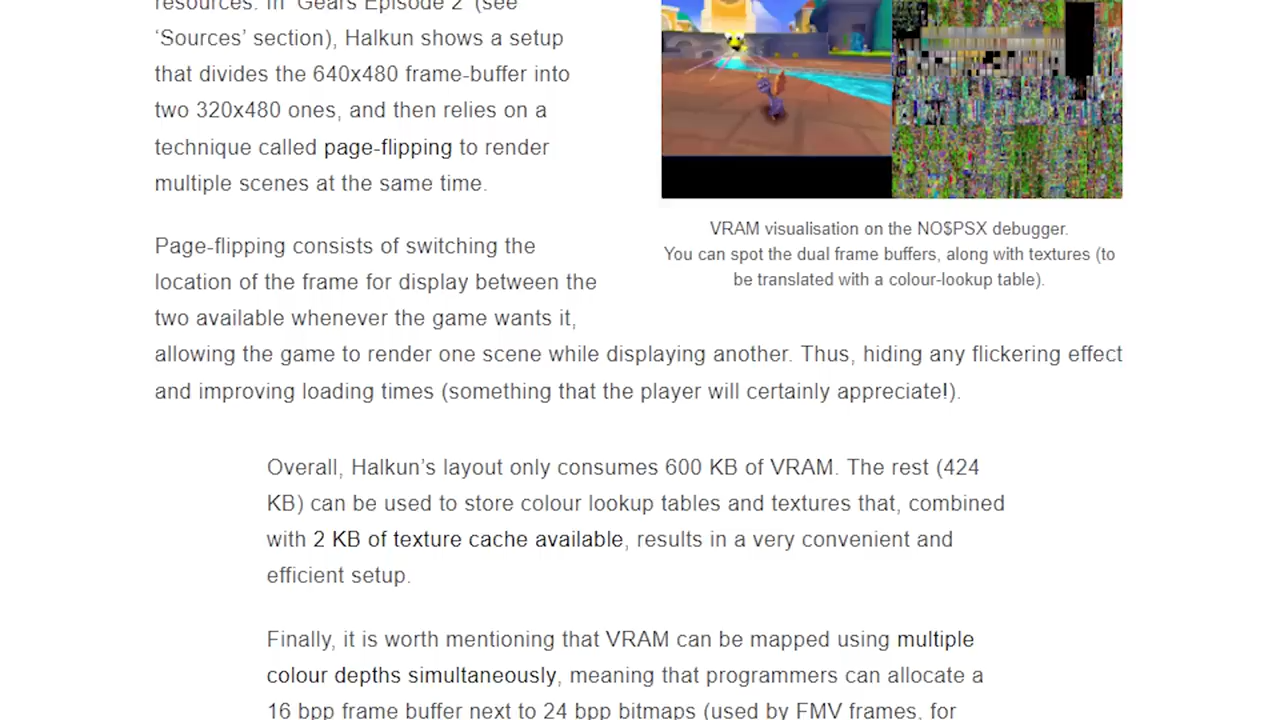 resources. In 'Gears Episode 2' (see
‘Sources’ section), Halkun shows a setup
that divides the 640x480 frame-buffer into
two 320x480 ones, and then relies on a
technique called page-flipping to render
multiple scenes at the same time.
VRAM visualisation on the NO$PSX debugger.
You can spot the dual frame buffers, along with textures (to
be translated with a colour-lookup table).
Page-flipping consists of switching the
location of the frame for display between the
two available whenever the game wants it,
allowing the game to render one scene while displaying another. Thus, hiding any flickering effect
and improving loading times (something that the player will certainly appreciate!).
Overall, Halkun’s layout only consumes 600 KB of VRAM. The rest (424
KB) can be used to store colour lookup tables and textures that, combined
with 2 KB of texture cache available, results in a very convenient and
efficient setup.
Finally, it is worth mentioning that VRAM can be mapped using multiple
colour depths simultaneously, meaning that programmers can allocate a
16 bpp frame buffer next to 24 bpp bitmaps (used by FMV frames, for